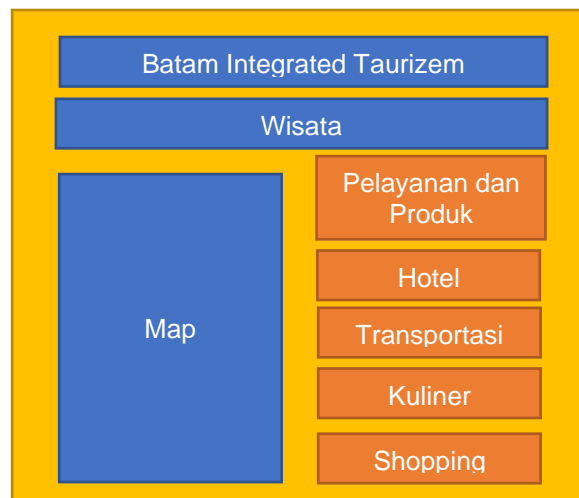 Batam Integrated Taurizem
Wisata
Map
Pelayanan dan
Produk
Hotel
Transportasi
Kuliner
Shopping